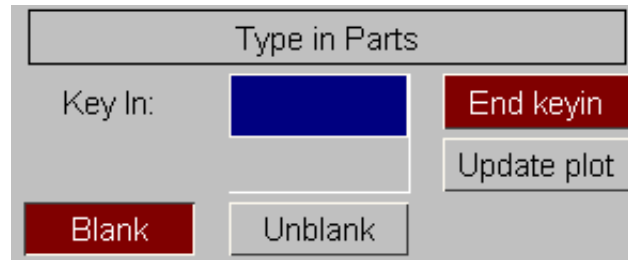 Type in Parts
Key In: End keyin
Update plot
Blank Unblank